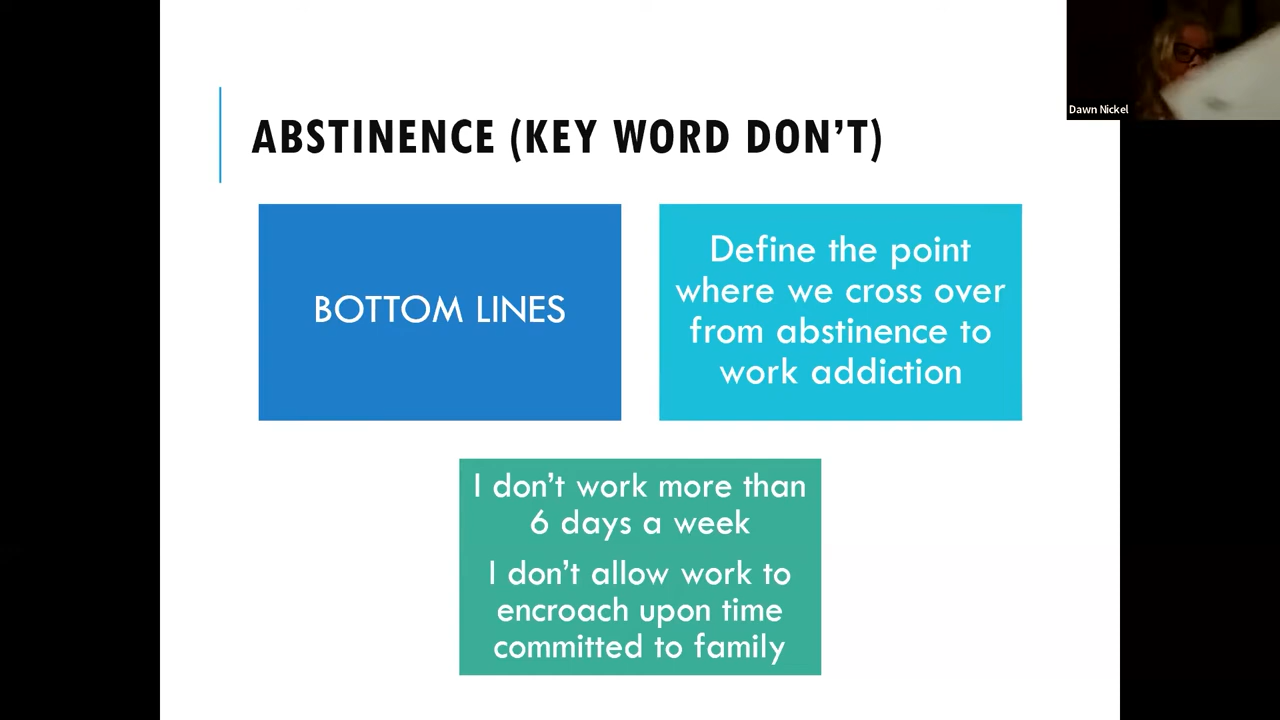 Dawn Nickel
ABSTINENCE (KEY WORD DON’T)
BOTTOM LINES
Define the point
where we cross over
from abstinence to
work addiction
I don’t work more than
6 days a week
I don’t allow work to
encroach upon time
committed to family